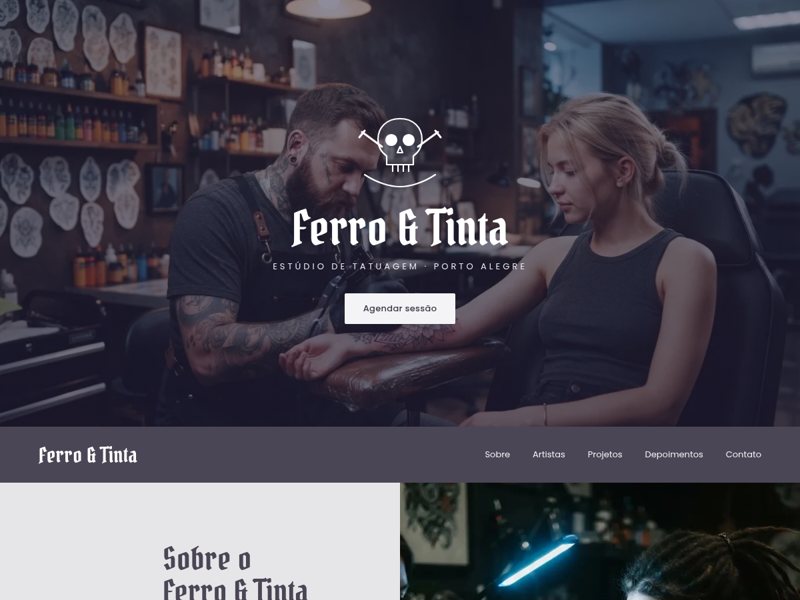 Ferro & Tinta
ESTÚDIO DE TATUAGEM · PORTO ALEGRE
Agendar sessão
Ferro & Tinta
Sobre
Artistas
Projetos
Depoimentos
Contato
Sobre o
Ferro & Tinta